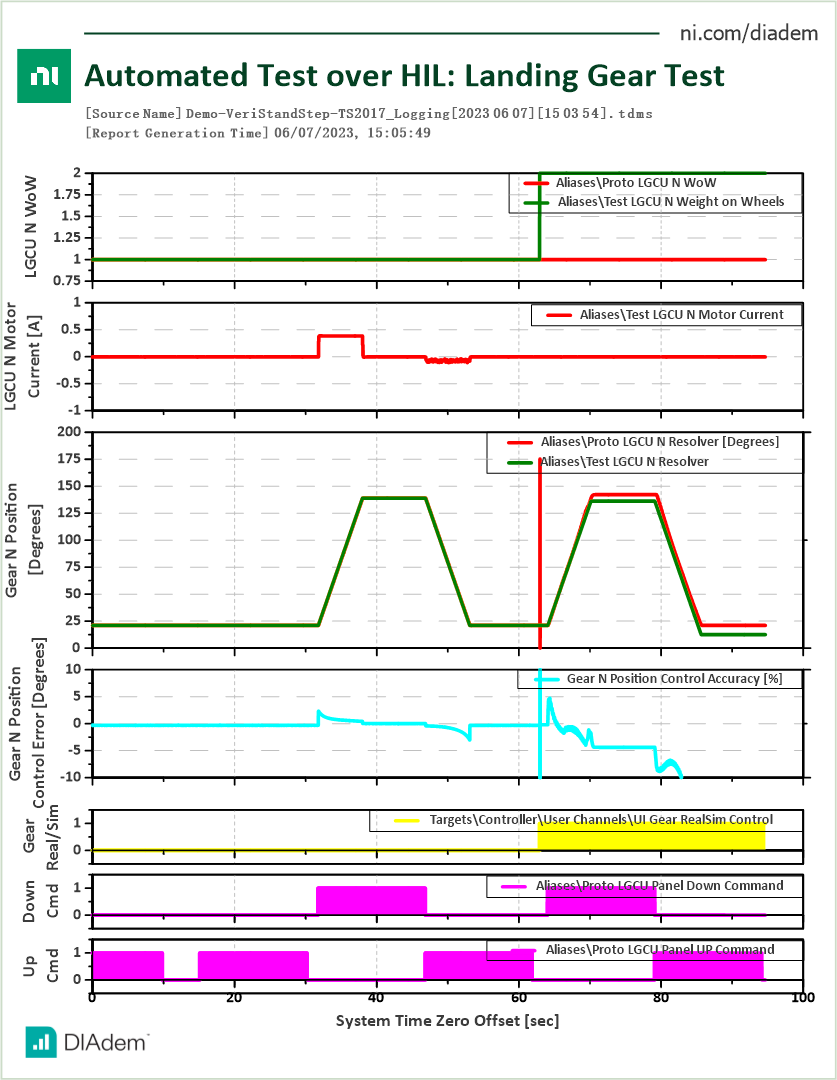 ni.com/diadem
ni
Automated Test over HIL: Landing Gear Test
[Source Name] Demo-VeriStandStep-TS2017_Logging[2023 06 07][15 03 54].tdms
[Report Generation Time] 06/07/2023, 15:05:49
LGCU N WoW
2
1.75
1.5
1.25
1
0.75
Aliases\Proto LGCU N WoW
Aliases\Test LGCU N Weight on Wheels
LGCU N Motor
Current [A]
1
0.5
0
-0.5
-1
Aliases\Test LGCU N Motor Current
Gear N Position
[Degrees]
200
175
150
125
100
75
50
25
0
Aliases\Proto LGCU N Resolver [Degrees]
Aliases\Test LGCU N Resolver
Gear N Position
Control Error [Degrees]
10
5
0
-5
-10
Gear N Position Control Accuracy [%]
Gear
Real/Sim
1
0
Targets\Controller\User Channels\UI Gear RealSim Control
Down
Cmd
1
0
Aliases\Proto LGCU Panel Down Command
Up
Cmd
1
0
Aliases\Proto LGCU Panel UP Command
0 20 40 60 80 100
System Time Zero Offset [sec]
DIAdem™